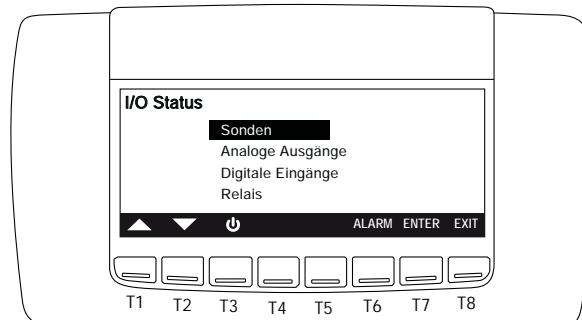 I/O Status
Sonden
Analoge Ausgänge
Digitale Eingänge
Relais
ALARM ENTER EXIT
T1 T2 T3 T4 T5 T6 T7 T8